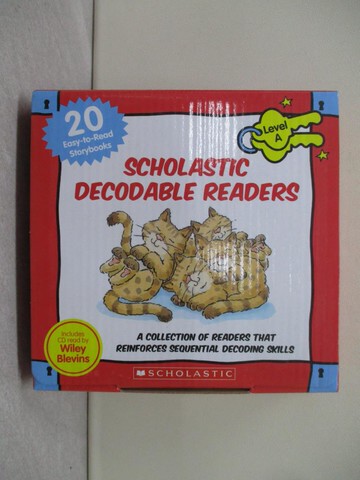 20
Easy-to-Read
Storybooks
Level
A
SCHOLASTIC
DECODABLE READERS
Includes
CD read by
Wiley
Blevins
A COLLECTION OF READERS THAT
REINFORCES SEQUENTIAL DECODING SKILLS
SCHOLASTIC